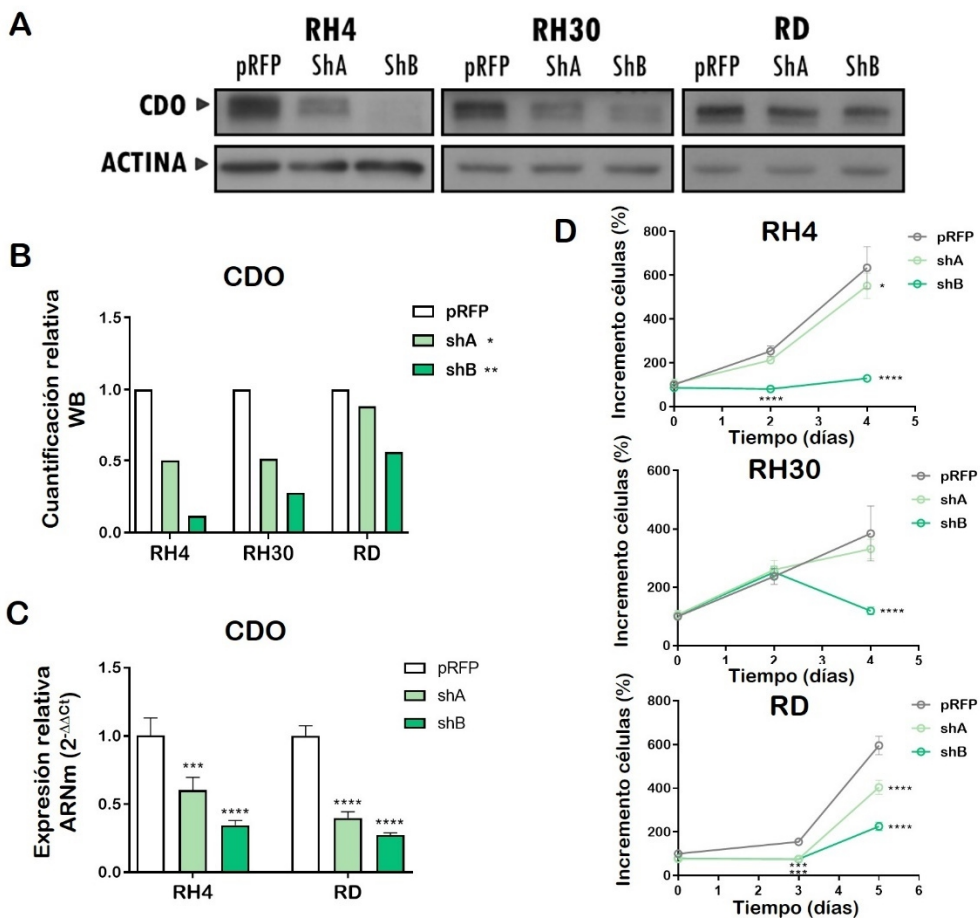 A
RH4 RH30 RD
pRFP ShA ShB pRFP ShA ShB pRFP ShA ShB
CDO
ACTINA
B
CDO
pRFP
shA *
shB **
Cuantificación relativa
WB
1.0
0.5
0.0
RH4 RH30 RD
C
CDO
pRFP
shA
shB
Expresión relativa
ARNm (2-ΔΔCt)
1.5
1.0
0.5
0.0
***
****
****
****
RH4 RD
D
RH4
Incremento células (%)
800
600
400
200
0
pRFP
shA
shB
*
****
****
0 1 2 3 4 5
Tiempo (días)
RH30
Incremento células (%)
600
400
200
0
pRFP
shA
shB
****
0 1 2 3 4 5
Tiempo (días)
RD
Incremento células (%)
800
600
400
200
0
pRFP
shA
shB
****
****
***
***
0 1 2 3 4 5 6
Tiempo (días)